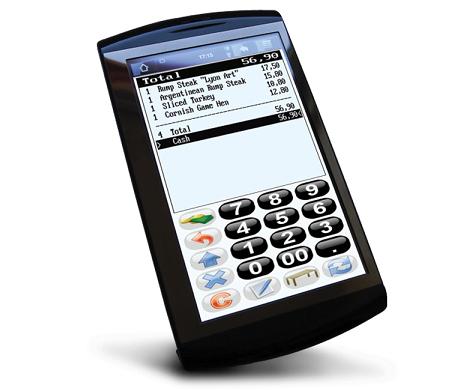 17:15
Total 56,90
1 Rump Steak "Lyon Art" 17,50
1 Argentinean Rump Steak 15,80
1 Sliced Turkey 10,80
1 Cornish Game Hen 12,80
4 Total 56,90
> Cash 56,90
7 8 9
4 5 6
1 2 3
0 00 .